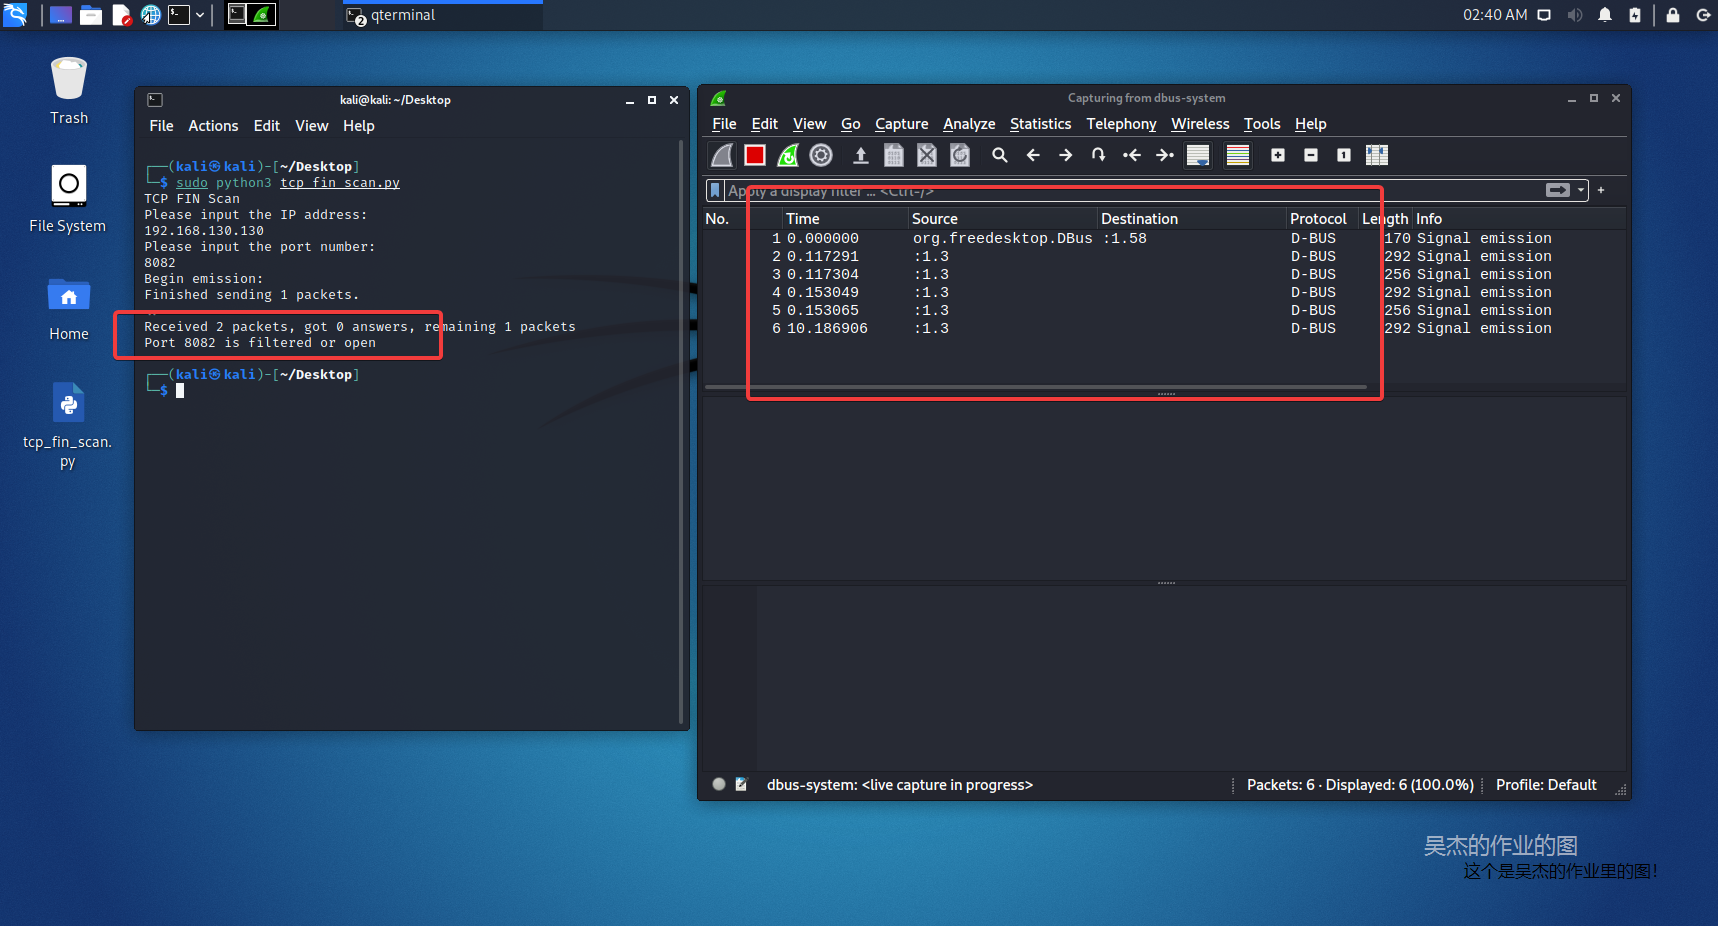 qterminal
02:40 AM
Trash
File System
Home
tcp_fin_scan.
py
kali@kali: ~/Desktop
File Actions Edit View Help
(kali㉿kali)-[~/Desktop]
$ sudo python3 tcp_fin_scan.py
TCP FIN Scan
Please input the IP address:
192.168.130.130
Please input the port number:
8082
Begin emission:
Finished sending 1 packets.
Received 2 packets, got 0 answers, remaining 1 packets
Port 8082 is filtered or open
(kali㉿kali)-[~/Desktop]
$
Capturing from dbus-system
File Edit View Go Capture Analyze Statistics Telephony Wireless Tools Help
Apply a display filter ... <Ctrl-/>
No. Time Source Destination Protocol Length Info
1 0.000000 org.freedesktop.DBus :1.58 D-BUS 170 Signal emission
2 0.117291 :1.3 D-BUS 292 Signal emission
3 0.117304 :1.3 D-BUS 256 Signal emission
4 0.153049 :1.3 D-BUS 292 Signal emission
5 0.153065 :1.3 D-BUS 256 Signal emission
6 10.186906 :1.3 D-BUS 292 Signal emission
dbus-system: <live capture in progress>
Packets: 6 · Displayed: 6 (100.0%)
Profile: Default
吴杰的作业的图
这个是吴杰的作业里的图!